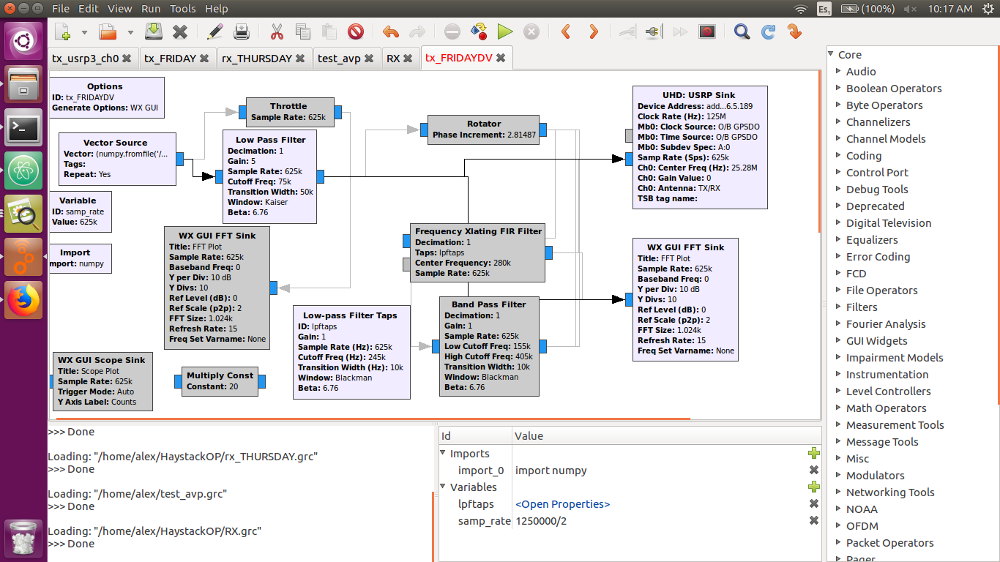 File Edit View Run Tools Help
Es1 (100%) 10:17 AM
tx_usrp3_ch0 tx_FRIDAY rx_THURSDAY test_avp RX tx_FRIDAYDV
Options
ID: tx_FRIDAYDV
Generate Options: WX GUI
Throttle
Sample Rate: 625k
Vector Source
Vector: (numpy.fromfile('/...
Tags:
Repeat: Yes
Low Pass Filter
Decimation: 1
Gain: 5
Sample Rate: 625k
Cutoff Freq: 75k
Transition Width: 50k
Window: Kaiser
Beta: 6.76
Rotator
Phase Increment: 2.81487
UHD: USRP Sink
Device Address: add...6.5.189
Clock Rate (Hz): 125M
Mb0: Clock Source: O/B GPSDO
Mb0: Time Source: O/B GPSDO
Mb0: Subdev Spec: A:0
Samp Rate (Sps): 625k
Ch0: Center Freq (Hz): 25.28M
Ch0: Gain Value: 0
Ch0: Antenna: TX/RX
TSB tag name:
Variable
ID: samp_rate
Value: 625k
Import
mport: numpy
WX GUI FFT Sink
Title: FFT Plot
Sample Rate: 625k
Baseband Freq: 0
Y per Div: 10 dB
Y Divs: 10
Ref Level (dB): 0
Ref Scale (p2p): 2
FFT Size: 1.024k
Refresh Rate: 15
Freq Set Varname: None
Frequency Xlating FIR Filter
Decimation: 1
Taps: lpftaps
Center Frequency: 280k
Sample Rate: 625k
WX GUI FFT Sink
Title: FFT Plot
Sample Rate: 625k
Baseband Freq: 0
Y per Div: 10 dB
Y Divs: 10
Ref Level (dB): 0
Ref Scale (p2p): 2
FFT Size: 1.024k
Refresh Rate: 15
Freq Set Varname: None
Low-pass Filter Taps
ID: lpftaps
Gain: 1
Sample Rate (Hz): 625k
Cutoff Freq (Hz): 245k
Transition Width (Hz): 10k
Window: Blackman
Beta: 6.76
Band Pass Filter
Decimation: 1
Gain: 1
Sample Rate: 625k
Low Cutoff Freq: 155k
High Cutoff Freq: 405k
Transition Width: 10k
Window: Blackman
Beta: 6.76
WX GUI Scope Sink
Title: Scope Plot
Sample Rate: 625k
Trigger Mode: Auto
Y Axis Label: Counts
Multiply Const
Constant: 20
>>> Done
Loading: "/home/alex/HaystackOP/rx_THURSDAY.grc"
>>> Done
Loading: "/home/alex/test_avp.grc"
>>> Done
Loading: "/home/alex/HaystackOP/RX.grc"
>>> Done
Id Value
Imports
import_0 import numpy
Variables
lpftaps <Open Properties>
samp_rate 1250000/2
Core
Audio
Boolean Operators
Byte Operators
Channelizers
Channel Models
Coding
Control Port
Debug Tools
Deprecated
Digital Television
Equalizers
Error Coding
FCD
File Operators
Filters
Fourier Analysis
GUI Widgets
Impairment Models
Instrumentation
Level Controllers
Math Operators
Measurement Tools
Message Tools
Misc
Modulators
Networking Tools
NOAA
OFDM
Packet Operators
Pager